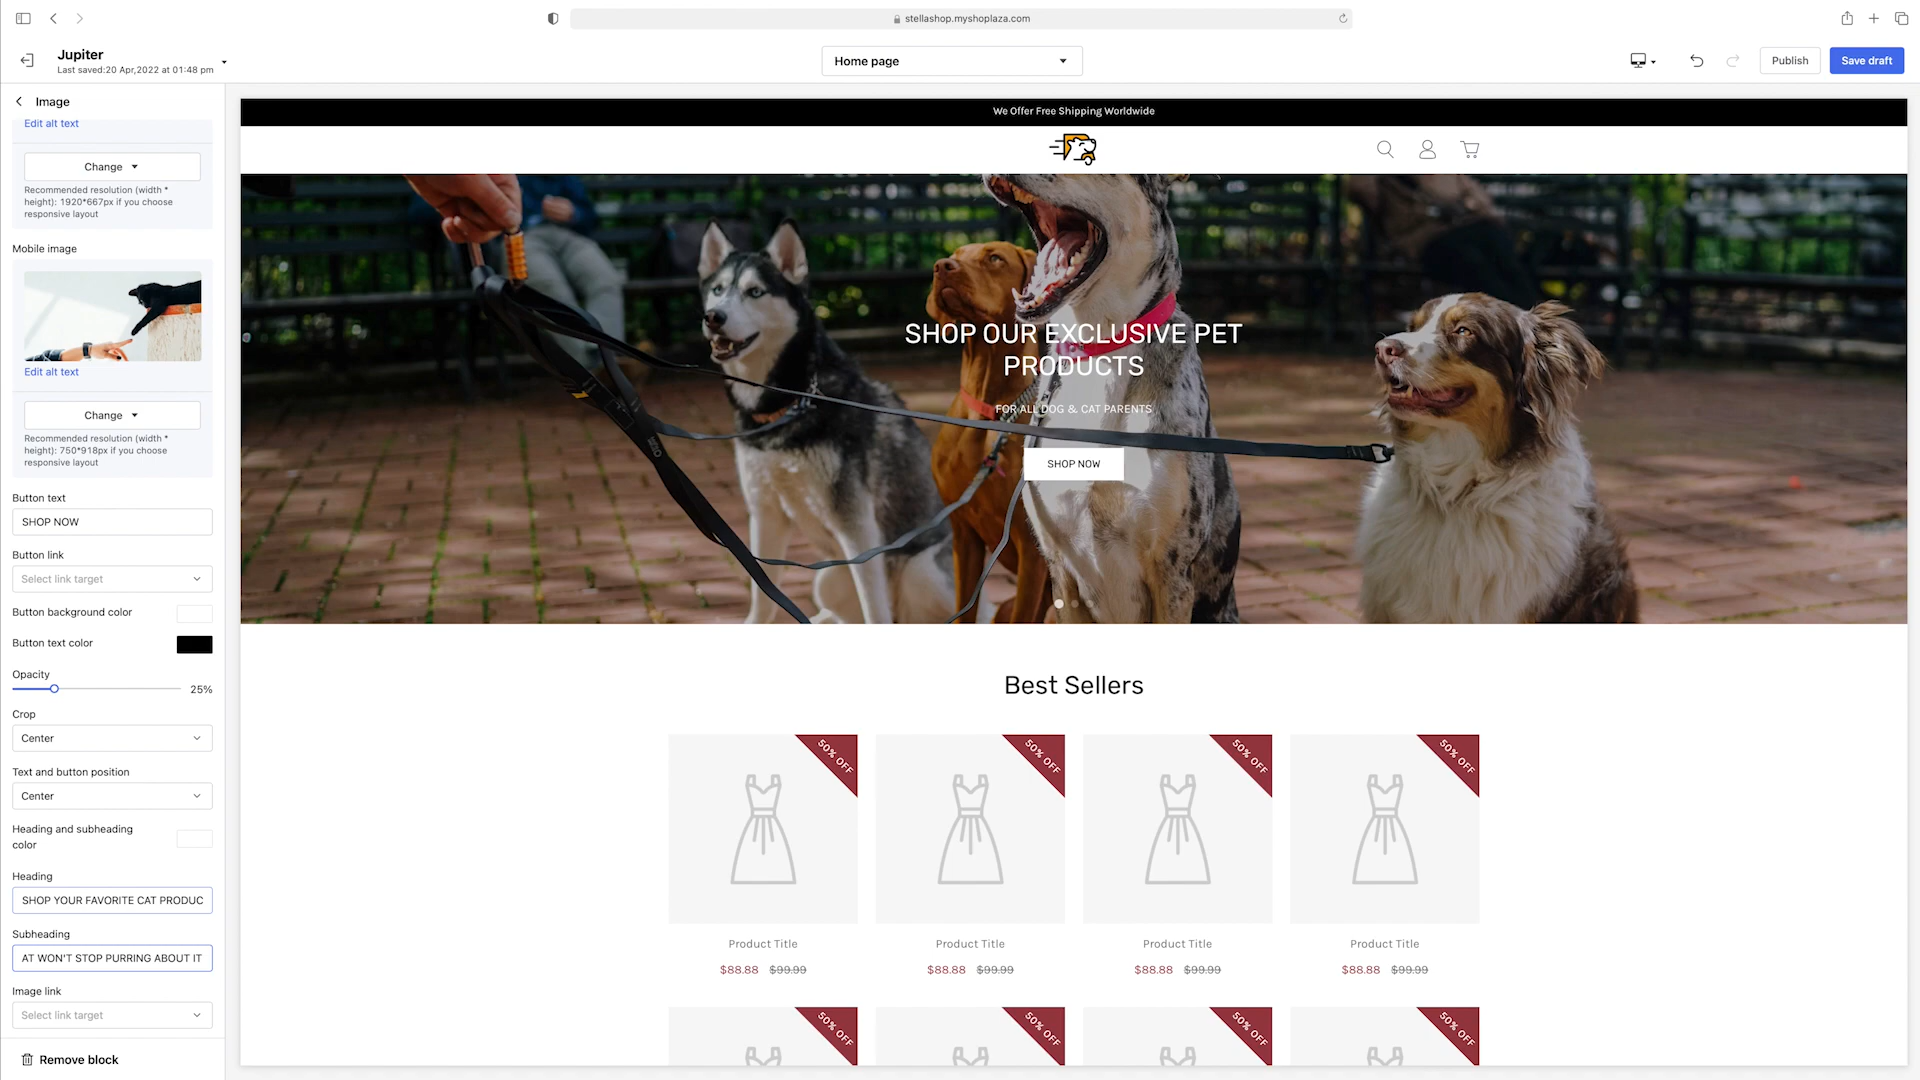 stellashop.myshoplaza.com
Jupiter
Last saved:20 Apr,2022 at 01:48 pm
Home page
Publish
Save draft
Image
Edit alt text
Change
Recommended resolution (width *
height): 1920*667px if you choose
responsive layout
Mobile image
Edit alt text
Change
Recommended resolution (width *
height): 750*918px if you choose
responsive layout
Button text
SHOP NOW
Button link
Select link target
Button background color
Button text color
Opacity
25%
Crop
Center
Text and button position
Center
Heading and subheading
color
Heading
SHOP YOUR FAVORITE CAT PRODUC
Subheading
AT WON'T STOP PURRING ABOUT IT
Image link
Select link target
Remove block
We Offer Free Shipping Worldwide
SHOP OUR EXCLUSIVE PET
PRODUCTS
FOR ALL DOG & CAT PARENTS
SHOP NOW
Best Sellers
50% OFF
50% OFF
50% OFF
50% OFF
Product Title
Product Title
Product Title
Product Title
$88.88 $99.99
$88.88 $99.99
$88.88 $99.99
$88.88 $99.99
50% OFF
50% OFF
50% OFF
50% OFF